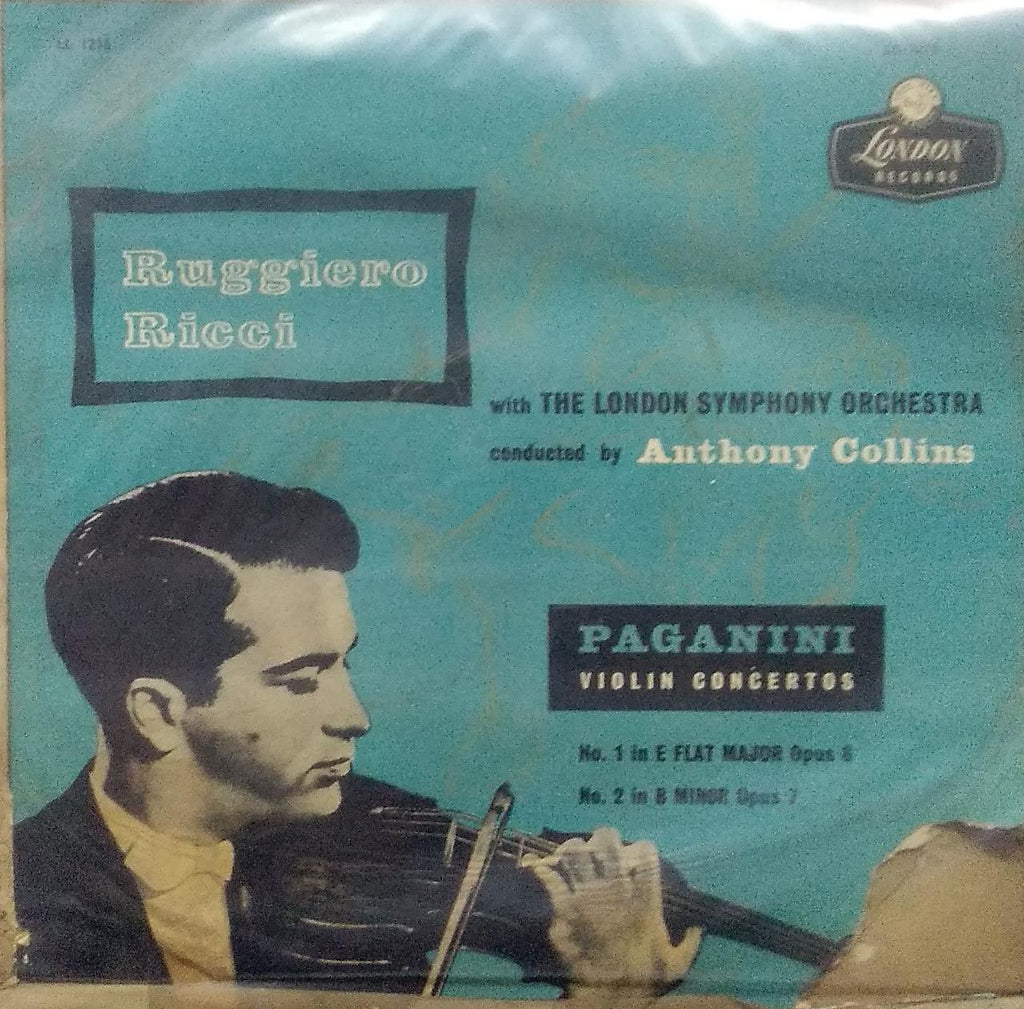 London
RECORDS
Ruggiero
Ricci
with THE LONDON SYMPHONY ORCHESTRA
conducted by Anthony Collins
PAGANINI
VIOLIN CONCERTOS
No. 1 in E FLAT MAJOR Opus 6
No. 2 in B MINOR Opus 7